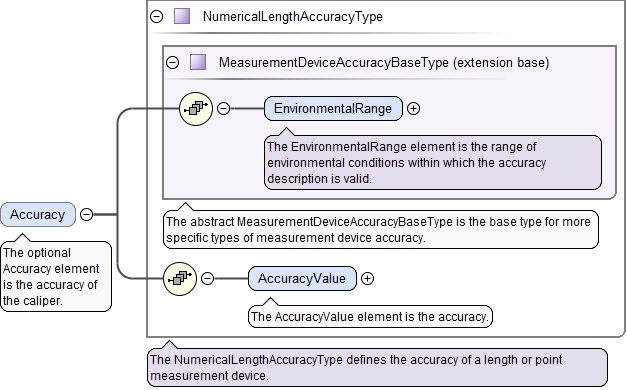 NumericalLengthAccuracyType
MeasurementDeviceAccuracyBaseType (extension base)
EnvironmentalRange
The EnvironmentalRange element is the range of
environmental conditions within which the accuracy
description is valid.
The abstract MeasurementDeviceAccuracyBaseType is the base type for more
specific types of measurement device accuracy.
Accuracy
The optional
Accuracy element
is the accuracy of
the caliper.
AccuracyValue
The AccuracyValue element is the accuracy.
The NumericalLengthAccuracyType defines the accuracy of a length or point
measurement device.